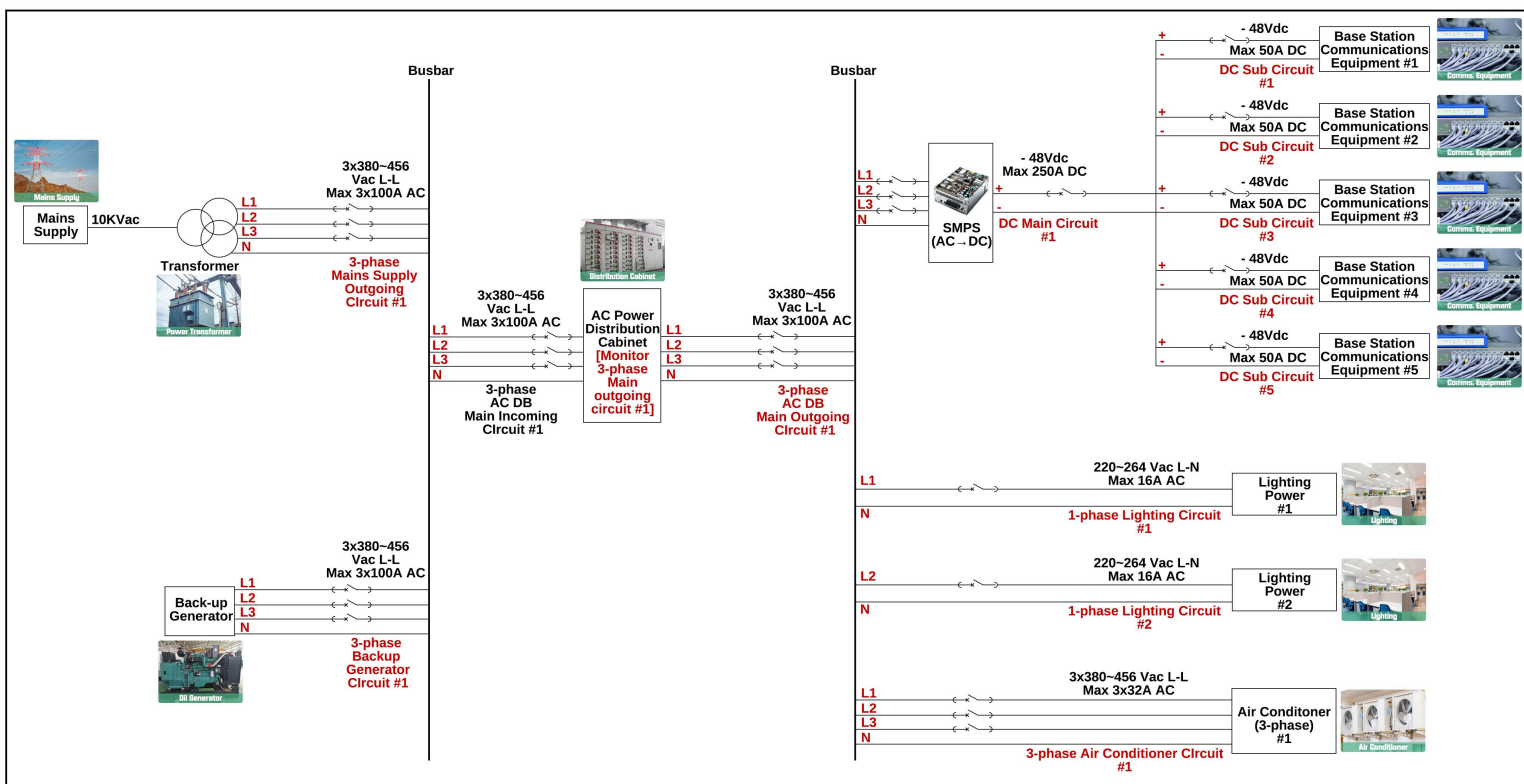 Mains Supply
Mains
Supply
10KVac
Transformer
Power Transformer
L1
L2
L3
N
3x380~456
Vac L-L
Max 3x100A AC
3-phase
Mains Supply
Outgoing
CIrcuit #1
Back-up
Generator
Oil Generator
L1
L2
L3
N
3x380~456
Vac L-L
Max 3x100A AC
3-phase
Backup
Generator
CIrcuit #1
Busbar
L1
L2
L3
N
3x380~456
Vac L-L
Max 3x100A AC
3-phase
AC DB
Main Incoming
CIrcuit #1
Distribution Cabinet
AC Power
Distribution
Cabinet
[Monitor
3-phase
Main
outgoing
circuit #1]
L1
L2
L3
N
3x380~456
Vac L-L
Max 3x100A AC
3-phase
AC DB
Main Outgoing
CIrcuit #1
Busbar
L1
L2
L3
N
SMPS
(AC→DC)
+
-
- 48Vdc
Max 250A DC
DC Main Circuit
#1
+
-
- 48Vdc
Max 50A DC
DC Sub Circuit
#1
Base Station
Communications
Equipment #1
Comms. Equipment
+
-
- 48Vdc
Max 50A DC
DC Sub Circuit
#2
Base Station
Communications
Equipment #2
Comms. Equipment
+
-
- 48Vdc
Max 50A DC
DC Sub Circuit
#3
Base Station
Communications
Equipment #3
Comms. Equipment
+
-
- 48Vdc
Max 50A DC
DC Sub Circuit
#4
Base Station
Communications
Equipment #4
Comms. Equipment
+
-
- 48Vdc
Max 50A DC
DC Sub Circuit
#5
Base Station
Communications
Equipment #5
Comms. Equipment
L1
N
220~264 Vac L-N
Max 16A AC
1-phase Lighting Circuit
#1
Lighting
Power
#1
Lighting
L2
N
220~264 Vac L-N
Max 16A AC
1-phase Lighting Circuit
#2
Lighting
Power
#2
Lighting
L1
L2
L3
N
3x380~456 Vac L-L
Max 3x32A AC
3-phase Air Conditioner CIrcuit
#1
Air Conditoner
(3-phase)
#1
Air Conditioner